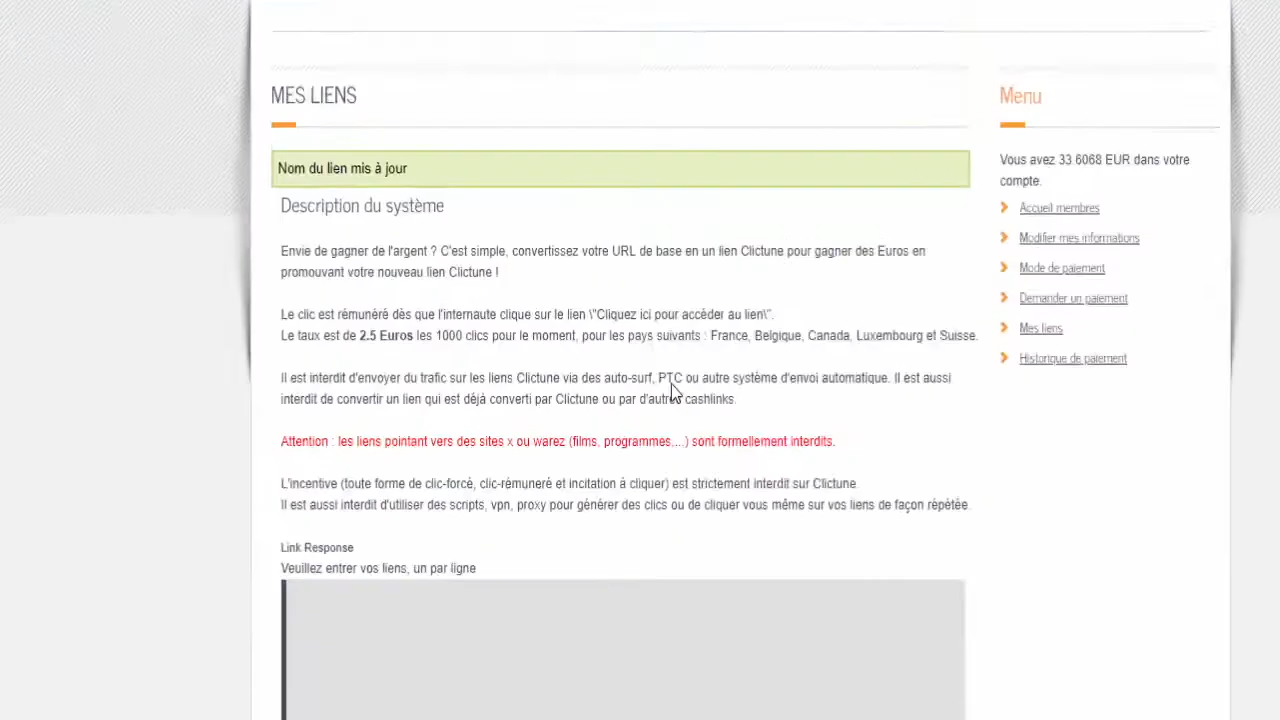 MES LIENS
Nom du lien mis à jour
Description du système
Envie de gagner de l'argent ? C'est simple, convertissez votre URL de base en un lien Clictune pour gagner des Euros en
promouvant votre nouveau lien Clictune !
Le clic est rémunéré dès que l'internaute clique sur le lien \"Cliquez ici pour accéder au lien\".
Le taux est de 2.5 Euros les 1000 clics pour le moment, pour les pays suivants : France, Belgique, Canada, Luxembourg et Suisse.
Il est interdit d'envoyer du trafic sur les liens Clictune via des auto-surf, PTC ou autre système d'envoi automatique. Il est aussi
interdit de convertir un lien qui est déjà converti par Clictune ou par d'autres cashlinks.
Attention : les liens pointant vers des sites x ou warez (films, programmes,...) sont formellement interdits.
L'incentive (toute forme de clic-forcé, clic-rémuneré et incitation à cliquer) est strictement interdit sur Clictune.
Il est aussi interdit d'utiliser des scripts, vpn, proxy pour générer des clics ou de cliquer vous même sur vos liens de façon répétée.
Link Response
Veuillez entrer vos liens, un par ligne
Menu
Vous avez 33.6068 EUR dans votre
compte.
Accueil membres
Modifier mes informations
Mode de paiement
Demander un paiement
Mes liens
Historique de paiement